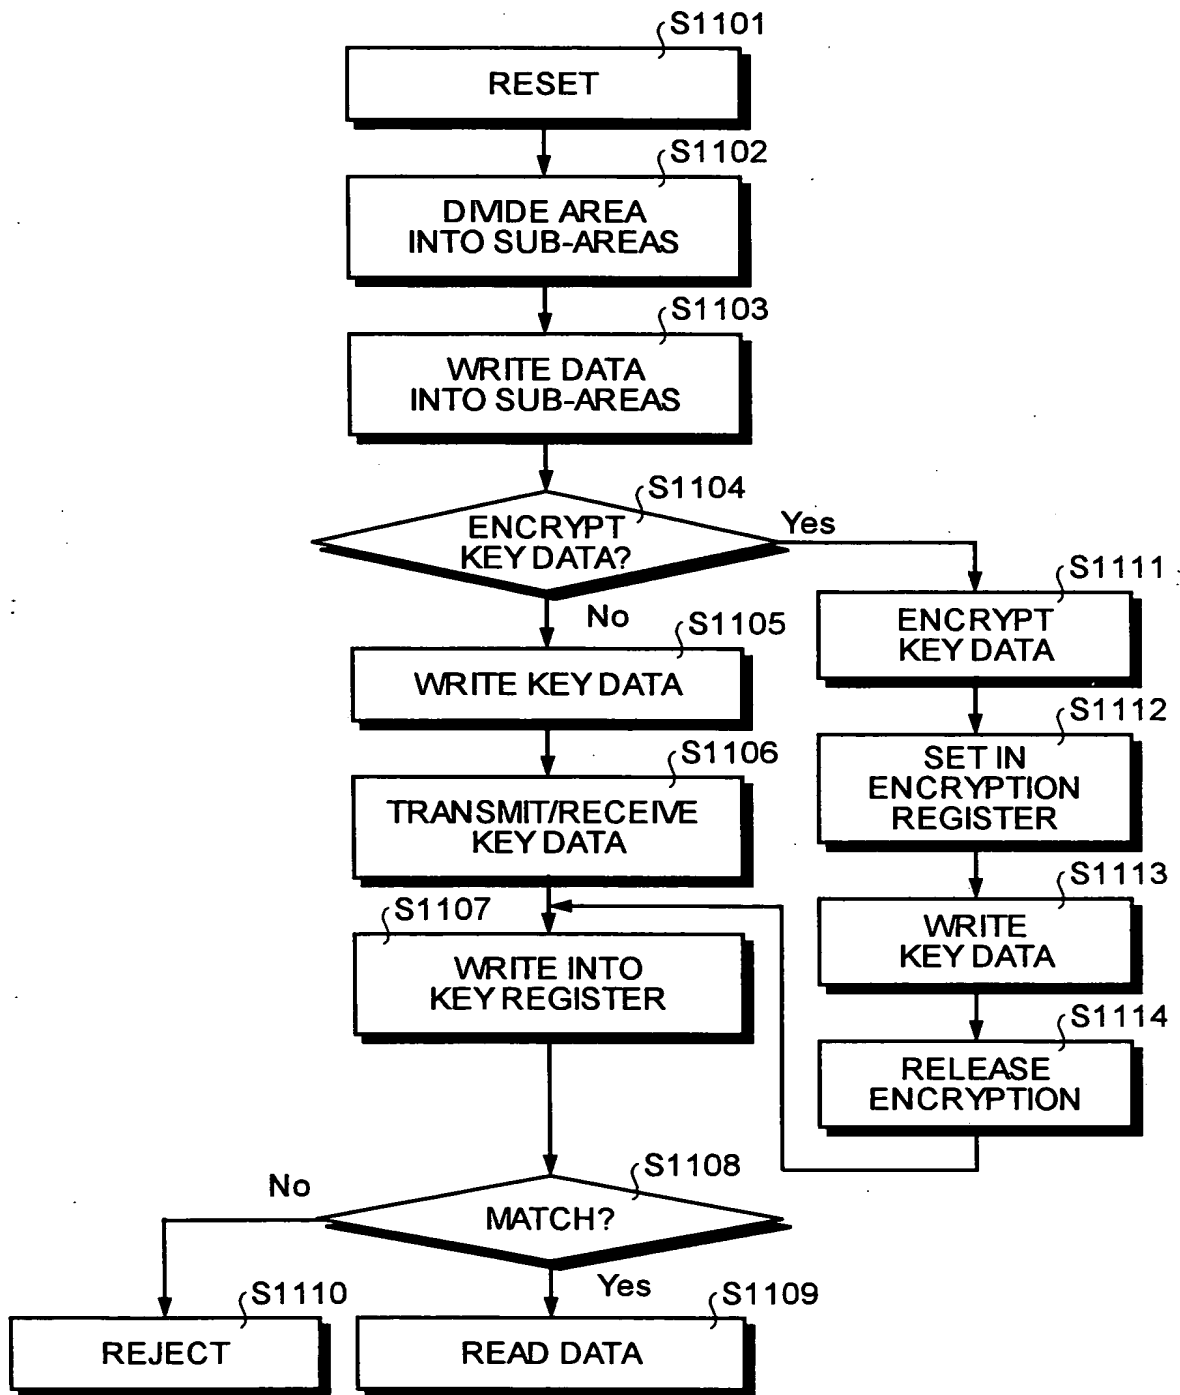 S1101
RESET
S1102
DIVIDE AREA
INTO SUB-AREAS
S1103
WRITE DATA
INTO SUB-AREAS
S1104
ENCRYPT
KEY DATA?
Yes
No
S1105
WRITE KEY DATA
S1106
TRANSMIT/RECEIVE
KEY DATA
S1107
WRITE INTO
KEY REGISTER
S1111
ENCRYPT
KEY DATA
S1112
SET IN
ENCRYPTION
REGISTER
S1113
WRITE
KEY DATA
S1114
RELEASE
ENCRYPTION
S1108
MATCH?
No
Yes
S1110
REJECT
S1109
READ DATA